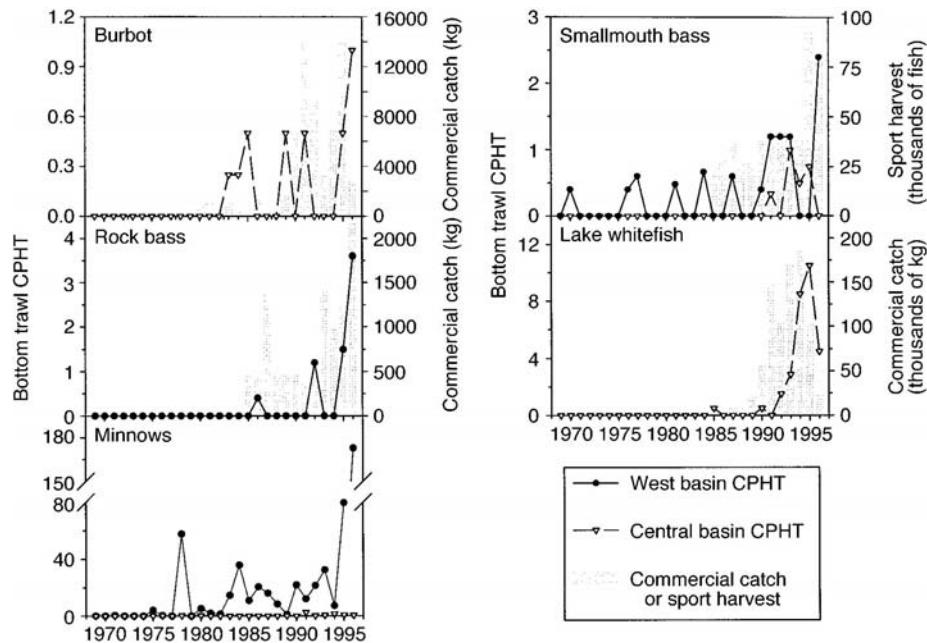 Burbot
1.2
0.9
0.6
0.3
0.0
16000
12000
8000
4000
0
Commercial catch (kg)
Rock bass
4
3
2
1
0
2000
1500
1000
500
0
Commercial catch (kg)
Bottom trawl CPHT
Minnows
180
150
80
40
0
1970 1975 1980 1985 1990 1995
Smallmouth bass
3
2
1
0
100
75
50
25
0
Sport harvest
(thousands of fish)
Bottom trawl CPHT
Lake whitefish
12
8
4
0
200
150
100
50
0
Commercial catch
(thousands of kg)
1970 1975 1980 1985 1990 1995
West basin CPHT
Central basin CPHT
Commercial catch
or sport harvest